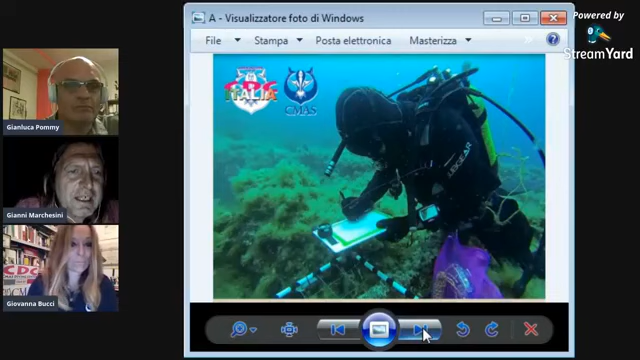 A - Visualizzatore foto di Windows
Powered by
StreamYard
File
Stampa
Posta elettronica
Masterizza
ITALIA
CMAS
Gianluca Pommy
Gianni Marchesini
Giovanna Bucci